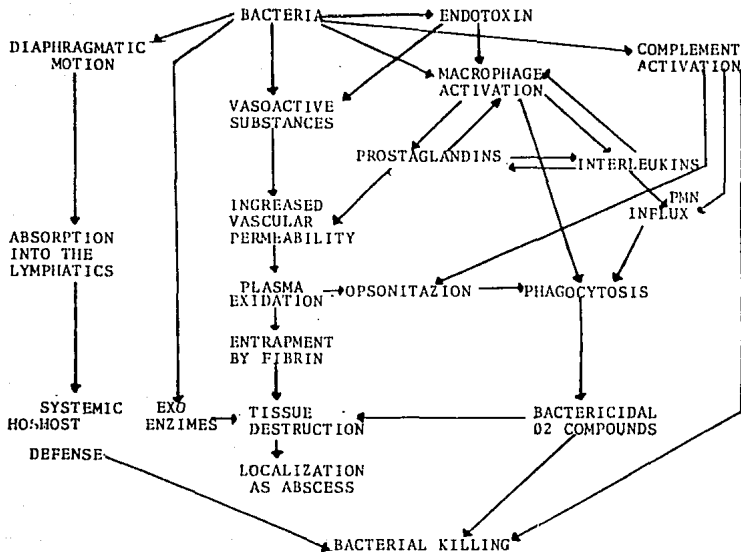 BACTERIA
ENDOTOXIN
DIAPHRAGMATIC
MOTION
COMPLEMENT
ACTIVATION
MACROPHAGE
ACTIVATION
VASOACTIVE
SUBSTANCES
PROSTAGLANDINS
INTERLEUKINS
INGREASED
VASCULAR
PERMEABILITY
PMN
INFLUX
ABSORPTION
INTO THE
LYMPHATICS
PLASMA
EXIDATION
OPSONITAZION
PHAGOCYTOSIS
ENTRAPMENT
BY FIBRIN
SYSTEMIC
HOSHOST
DEFENSE
EXO
ENZIMES
TISSUE
DESTRUCTION
BACTERICIDAL
O2 COMPOUNDS
LOCALIZATION
AS ABSCESS
BACTERIAL KILLING